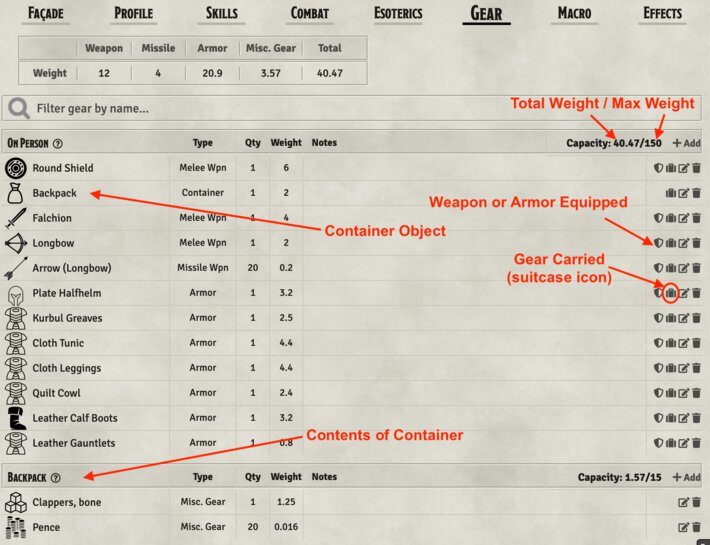 Façade Profile Skills Combat Esoterics Gear Macro Effects
Weapon Missile Armor Misc. Gear Total
Weight 12 4 20.9 3.57 40.47
Filter gear by name...
Total Weight / Max Weight
On Person Type Qty Weight Notes Capacity: 40.47/150 Add
Round Shield Melee Wpn 1 6
Backpack Container 1 2
Weapon or Armor Equipped
Falchion Melee Wpn 1 4
Container Object
Longbow Melee Wpn 1 2
Gear Carried
Arrow (Longbow) Missile Wpn 20 0.2
(suitcase icon)
Plate Halfhelm Armor 1 3.2
Kurbul Greaves Armor 1 2.5
Cloth Tunic Armor 1 4.4
Cloth Leggings Armor 1 4.4
Quilt Cowl Armor 1 2.4
Leather Calf Boots Armor 1 3.2
Contents of Container
Leather Gauntlets Armor 1 0.8
Backpack Type Qty Weight Notes Capacity: 1.57/15 Add
Clappers, bone Misc. Gear 1 1.25
Pence Misc. Gear 20 0.016